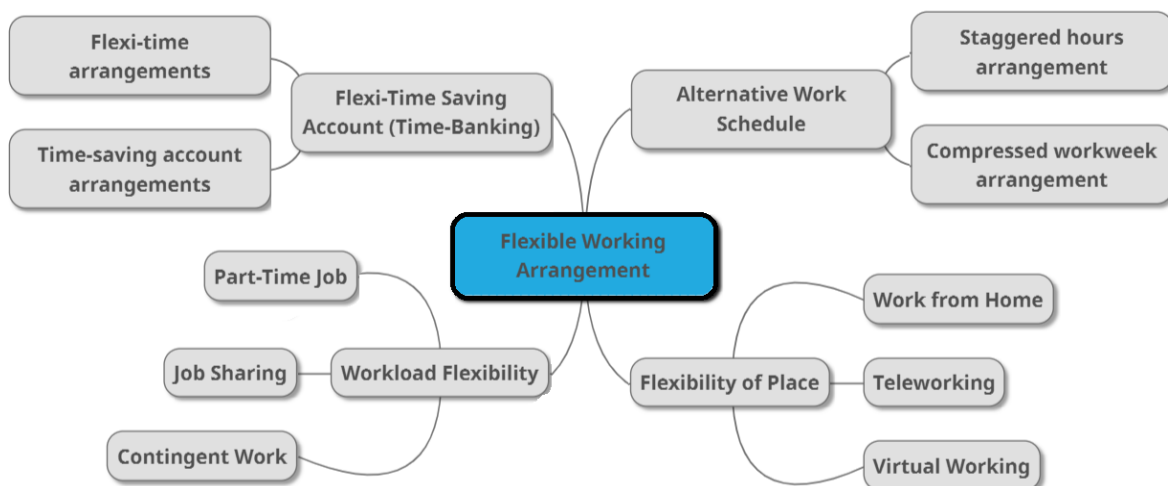 Flexi-time
arrangements
Time-saving account
arrangements
Flexi-Time Saving
Account (Time-Banking)
Alternative Work
Schedule
Staggered hours
arrangement
Compressed workweek
arrangement
Flexible Working
Arrangement
Part-Time Job
Job Sharing
Contingent Work
Workload Flexibility
Flexibility of Place
Work from Home
Teleworking
Virtual Working